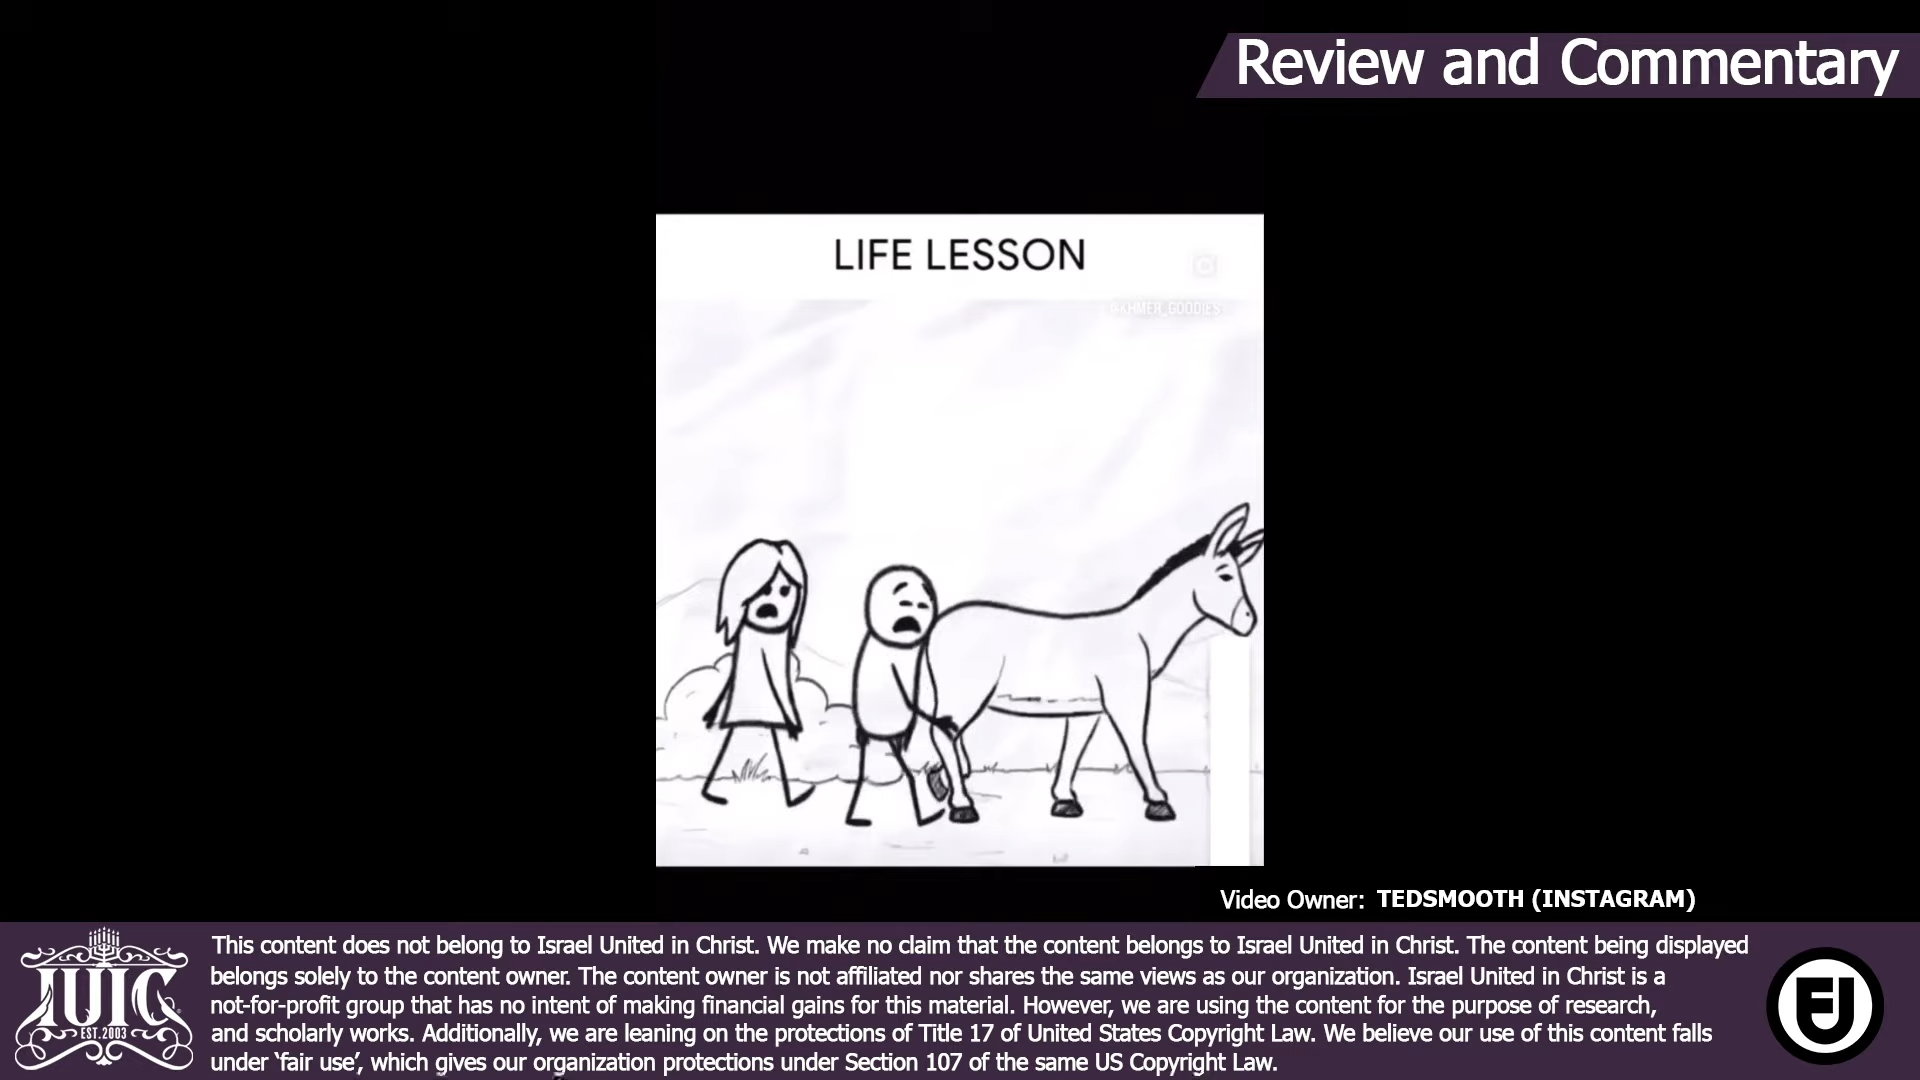 Review and Commentary
LIFE LESSON
@KHMER_GOODIES
Video Owner: TEDSMOOTH (INSTAGRAM)
This content does not belong to Israel United in Christ. We make no claim that the content belongs to Israel United in Christ. The content being displayed
belongs solely to the content owner. The content owner is not affiliated nor shares the same views as our organization. Israel United in Christ is a
not-for-profit group that has no intent of making financial gains for this material. However, we are using the content for the purpose of research,
and scholarly works. Additionally, we are leaning on the protections of Title 17 of United States Copyright Law. We believe our use of this content falls
under ‘fair use’, which gives our organization protections under Section 107 of the same US Copyright Law.
IUIC
EST. 2003